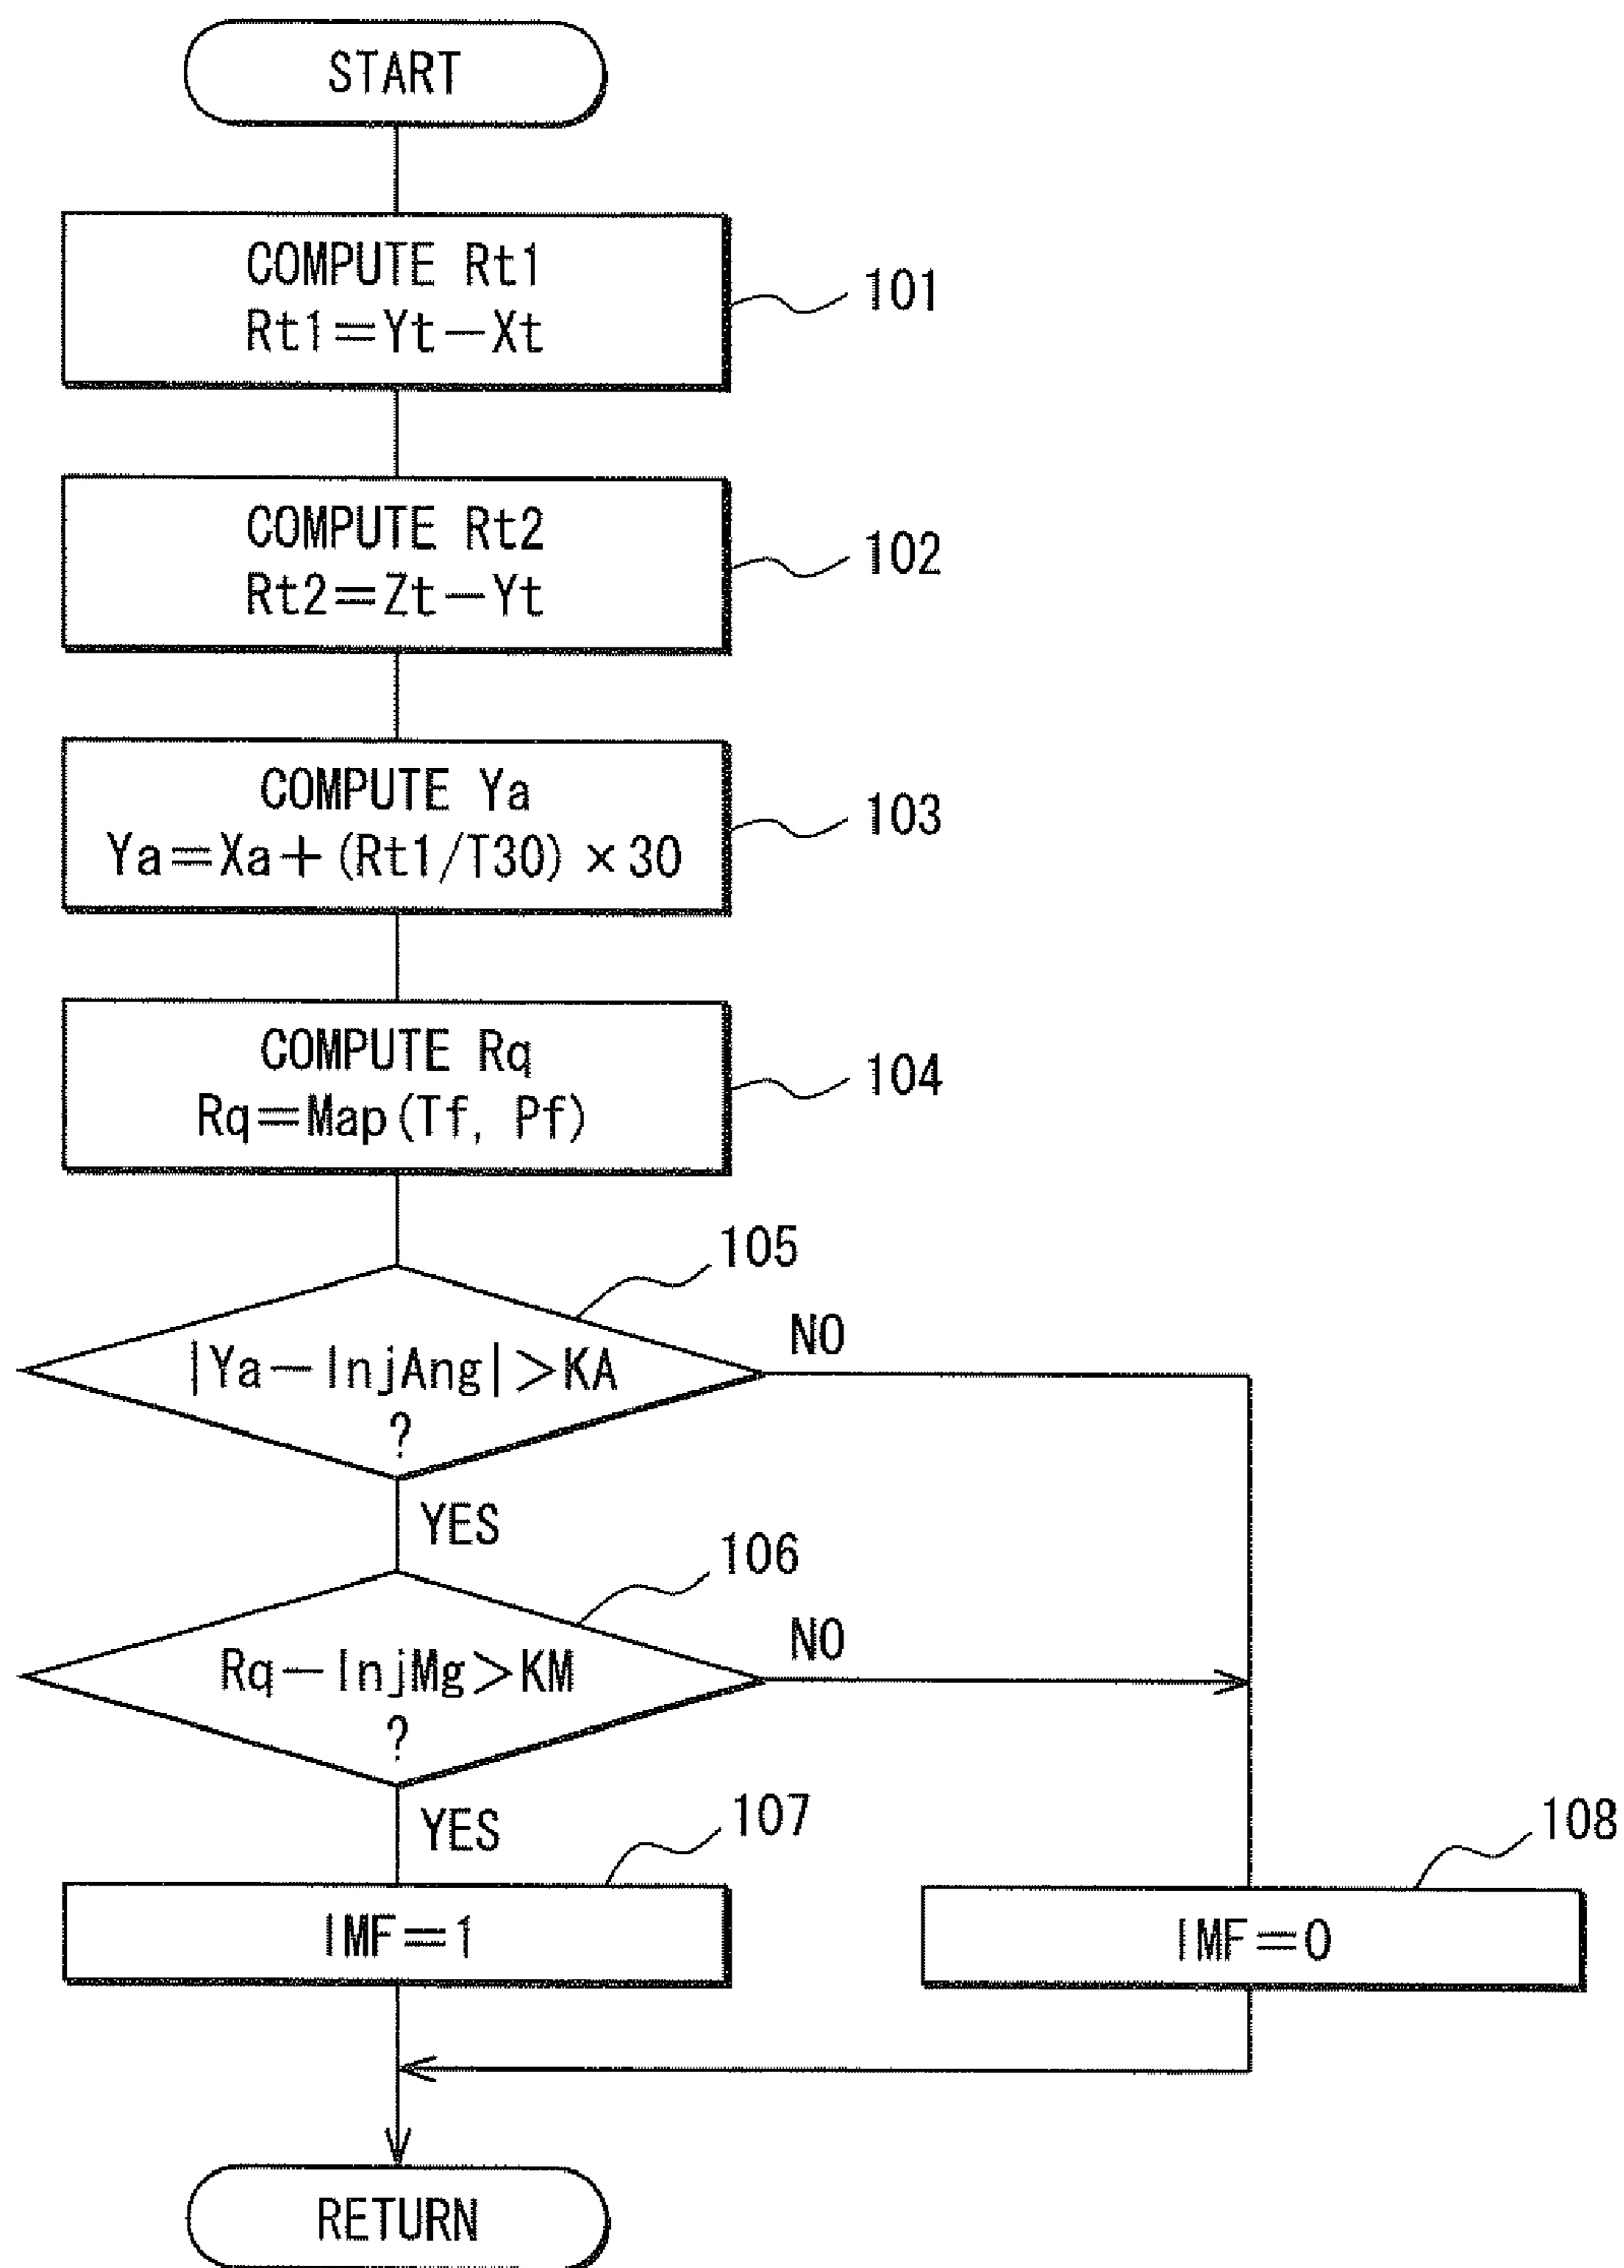 START
COMPUTE Rt1
Rt1=Yt-Xt
101
COMPUTE Rt2
Rt2=Zt-Yt
102
COMPUTE Ya
Ya=Xa+(Rt1/T30)×30
103
COMPUTE Rq
Rq=Map(Tf, Pf)
104
105
|Ya-InjAng|>KA
?
NO
YES
106
Rq-InjMg>KM
?
NO
YES
107
IMF=1
108
IMF=0
RETURN